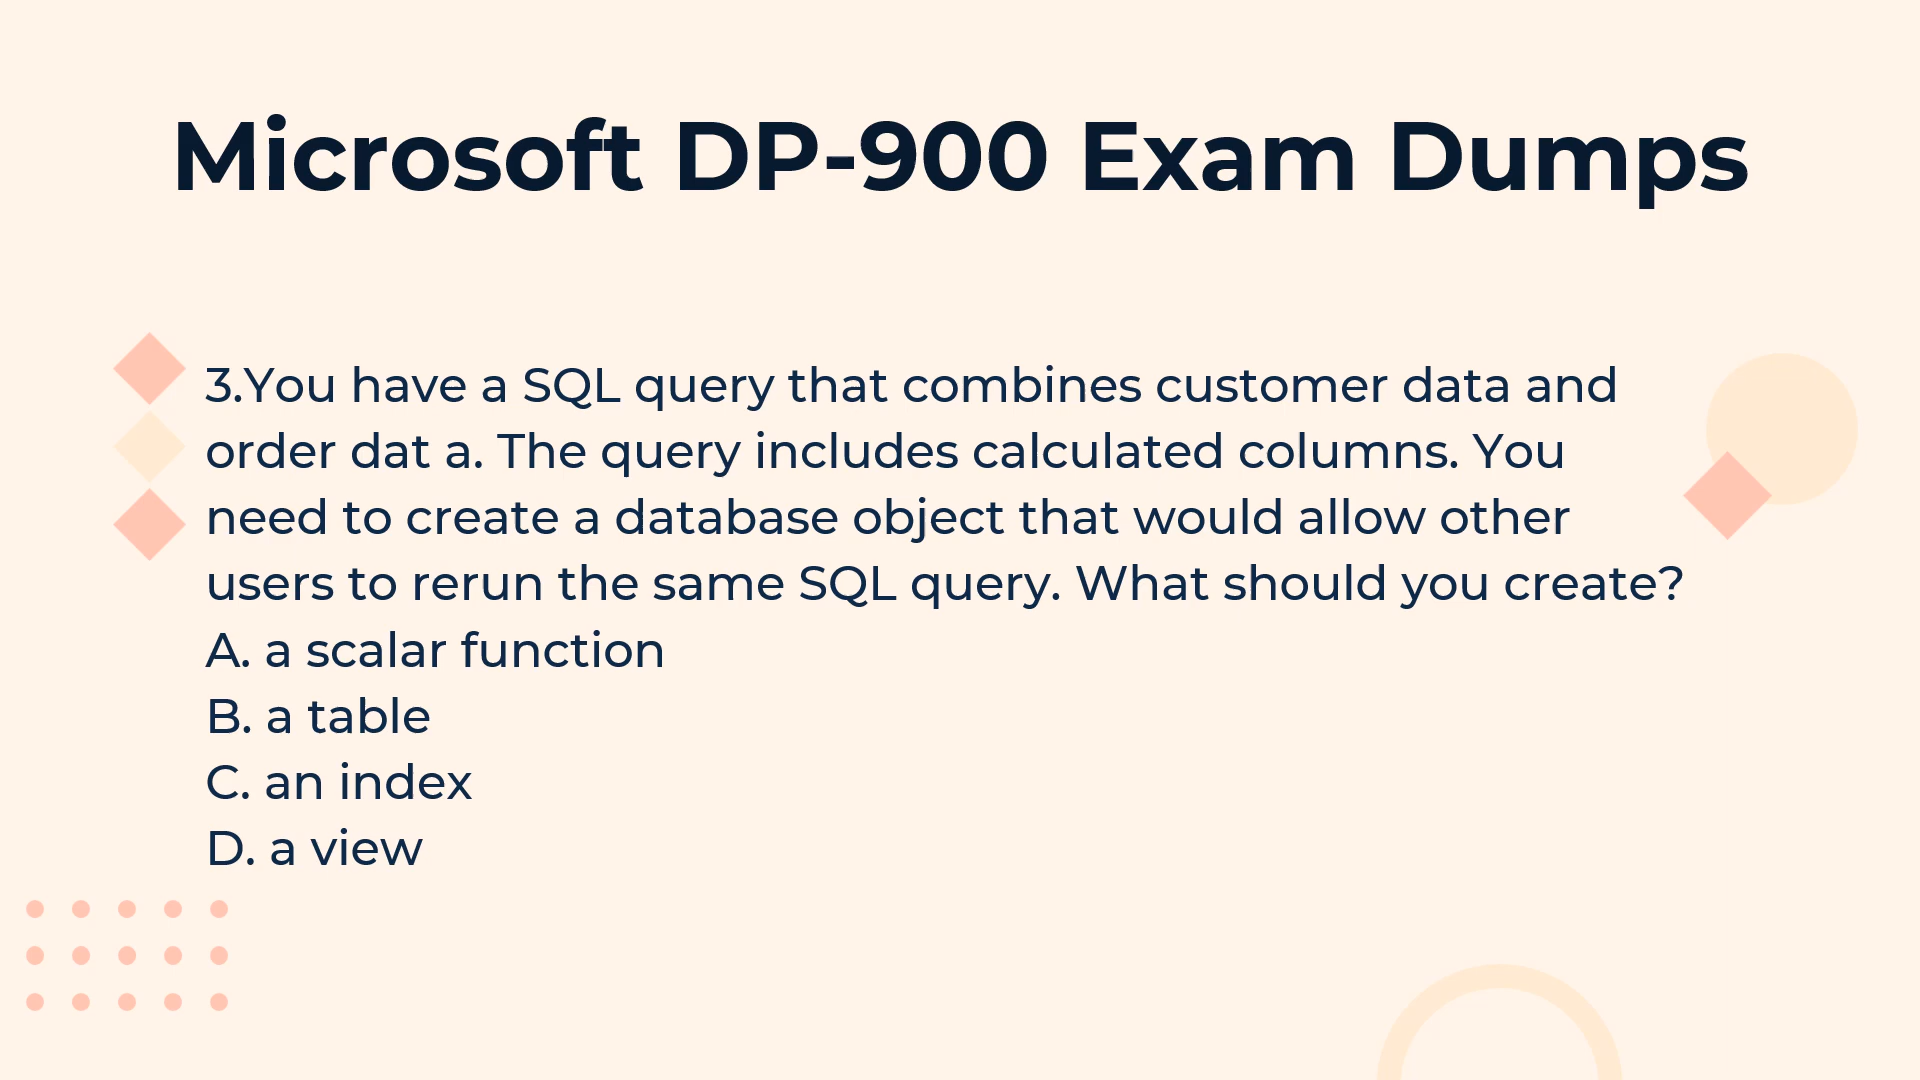 Microsoft DP-900 Exam Dumps
3.You have a SQL query that combines customer data and
order dat a. The query includes calculated columns. You
need to create a database object that would allow other
users to rerun the same SQL query. What should you create?
A. a scalar function
B. a table
C. an index
D. a view